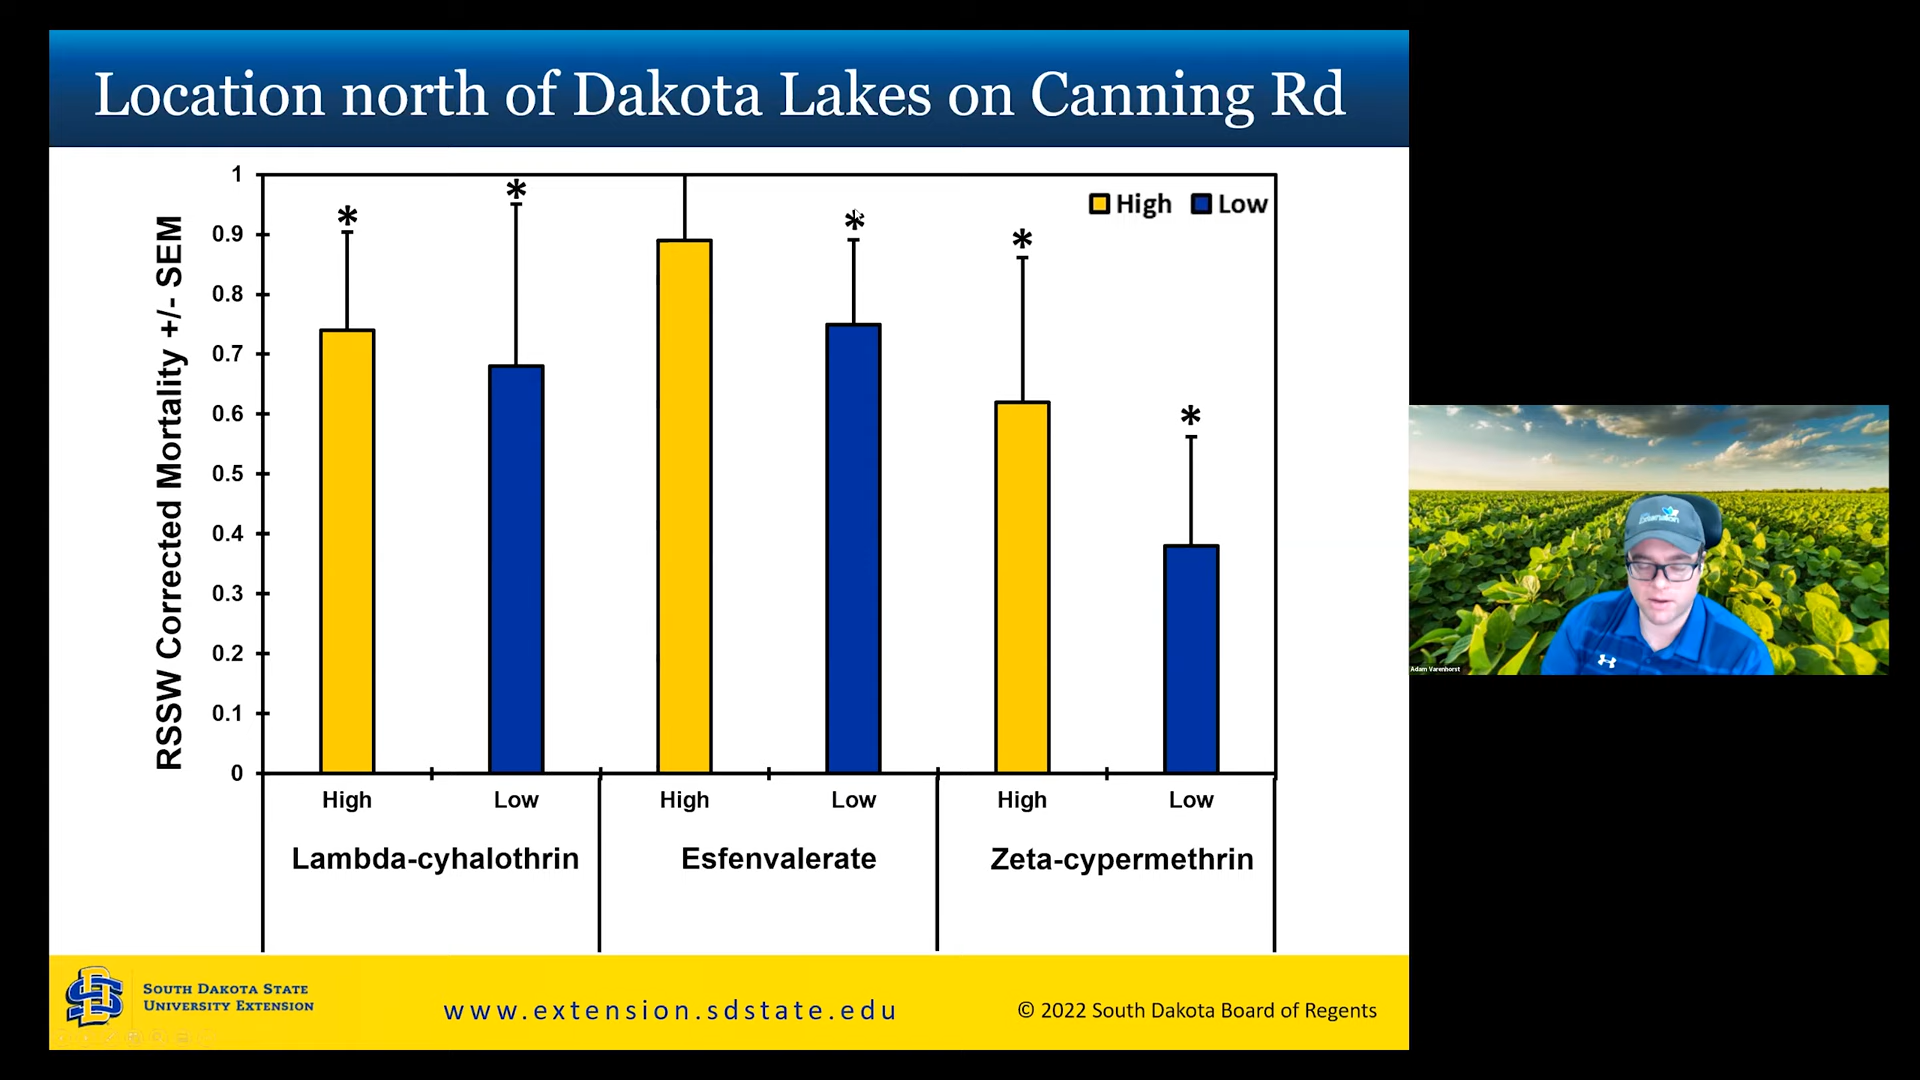 Location north of Dakota Lakes on Canning Rd
RSSW Corrected Mortality +/- SEM
1
0.9
0.8
0.7
0.6
0.5
0.4
0.3
0.2
0.1
0
* * * * *
High Low
High Low High Low High Low
Lambda-cyhalothrin Esfenvalerate Zeta-cypermethrin
Extension
Adam Varenhorst
SOUTH DAKOTA STATE
UNIVERSITY EXTENSION
www.extension.sdstate.edu
© 2022 South Dakota Board of Regents